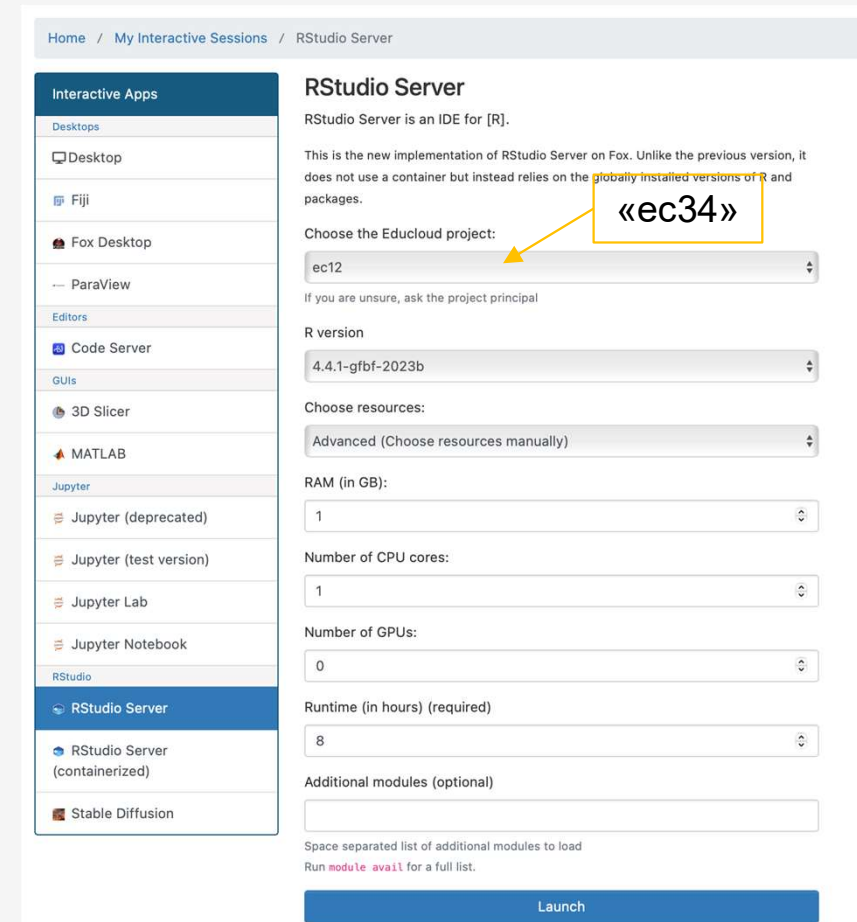 Home / My Interactive Sessions / RStudio Server
Interactive Apps
Desktops
Desktop
Fiji
Fox Desktop
ParaView
Editors
Code Server
GUIs
3D Slicer
MATLAB
Jupyter
Jupyter (deprecated)
Jupyter (test version)
Jupyter Lab
Jupyter Notebook
RStudio
RStudio Server
RStudio Server
(containerized)
Stable Diffusion
RStudio Server
RStudio Server is an IDE for [R].
This is the new implementation of RStudio Server on Fox. Unlike the previous version, it
does not use a container but instead relies on the globally installed versions of R and
packages.
«ec34»
Choose the Educloud project:
ec12
If you are unsure, ask the project principal
R version
4.4.1-gfbf-2023b
Choose resources:
Advanced (Choose resources manually)
RAM (in GB):
1
Number of CPU cores:
1
Number of GPUs:
0
Runtime (in hours) (required)
8
Additional modules (optional)
Space separated list of additional modules to load
Run module avail for a full list.
Launch